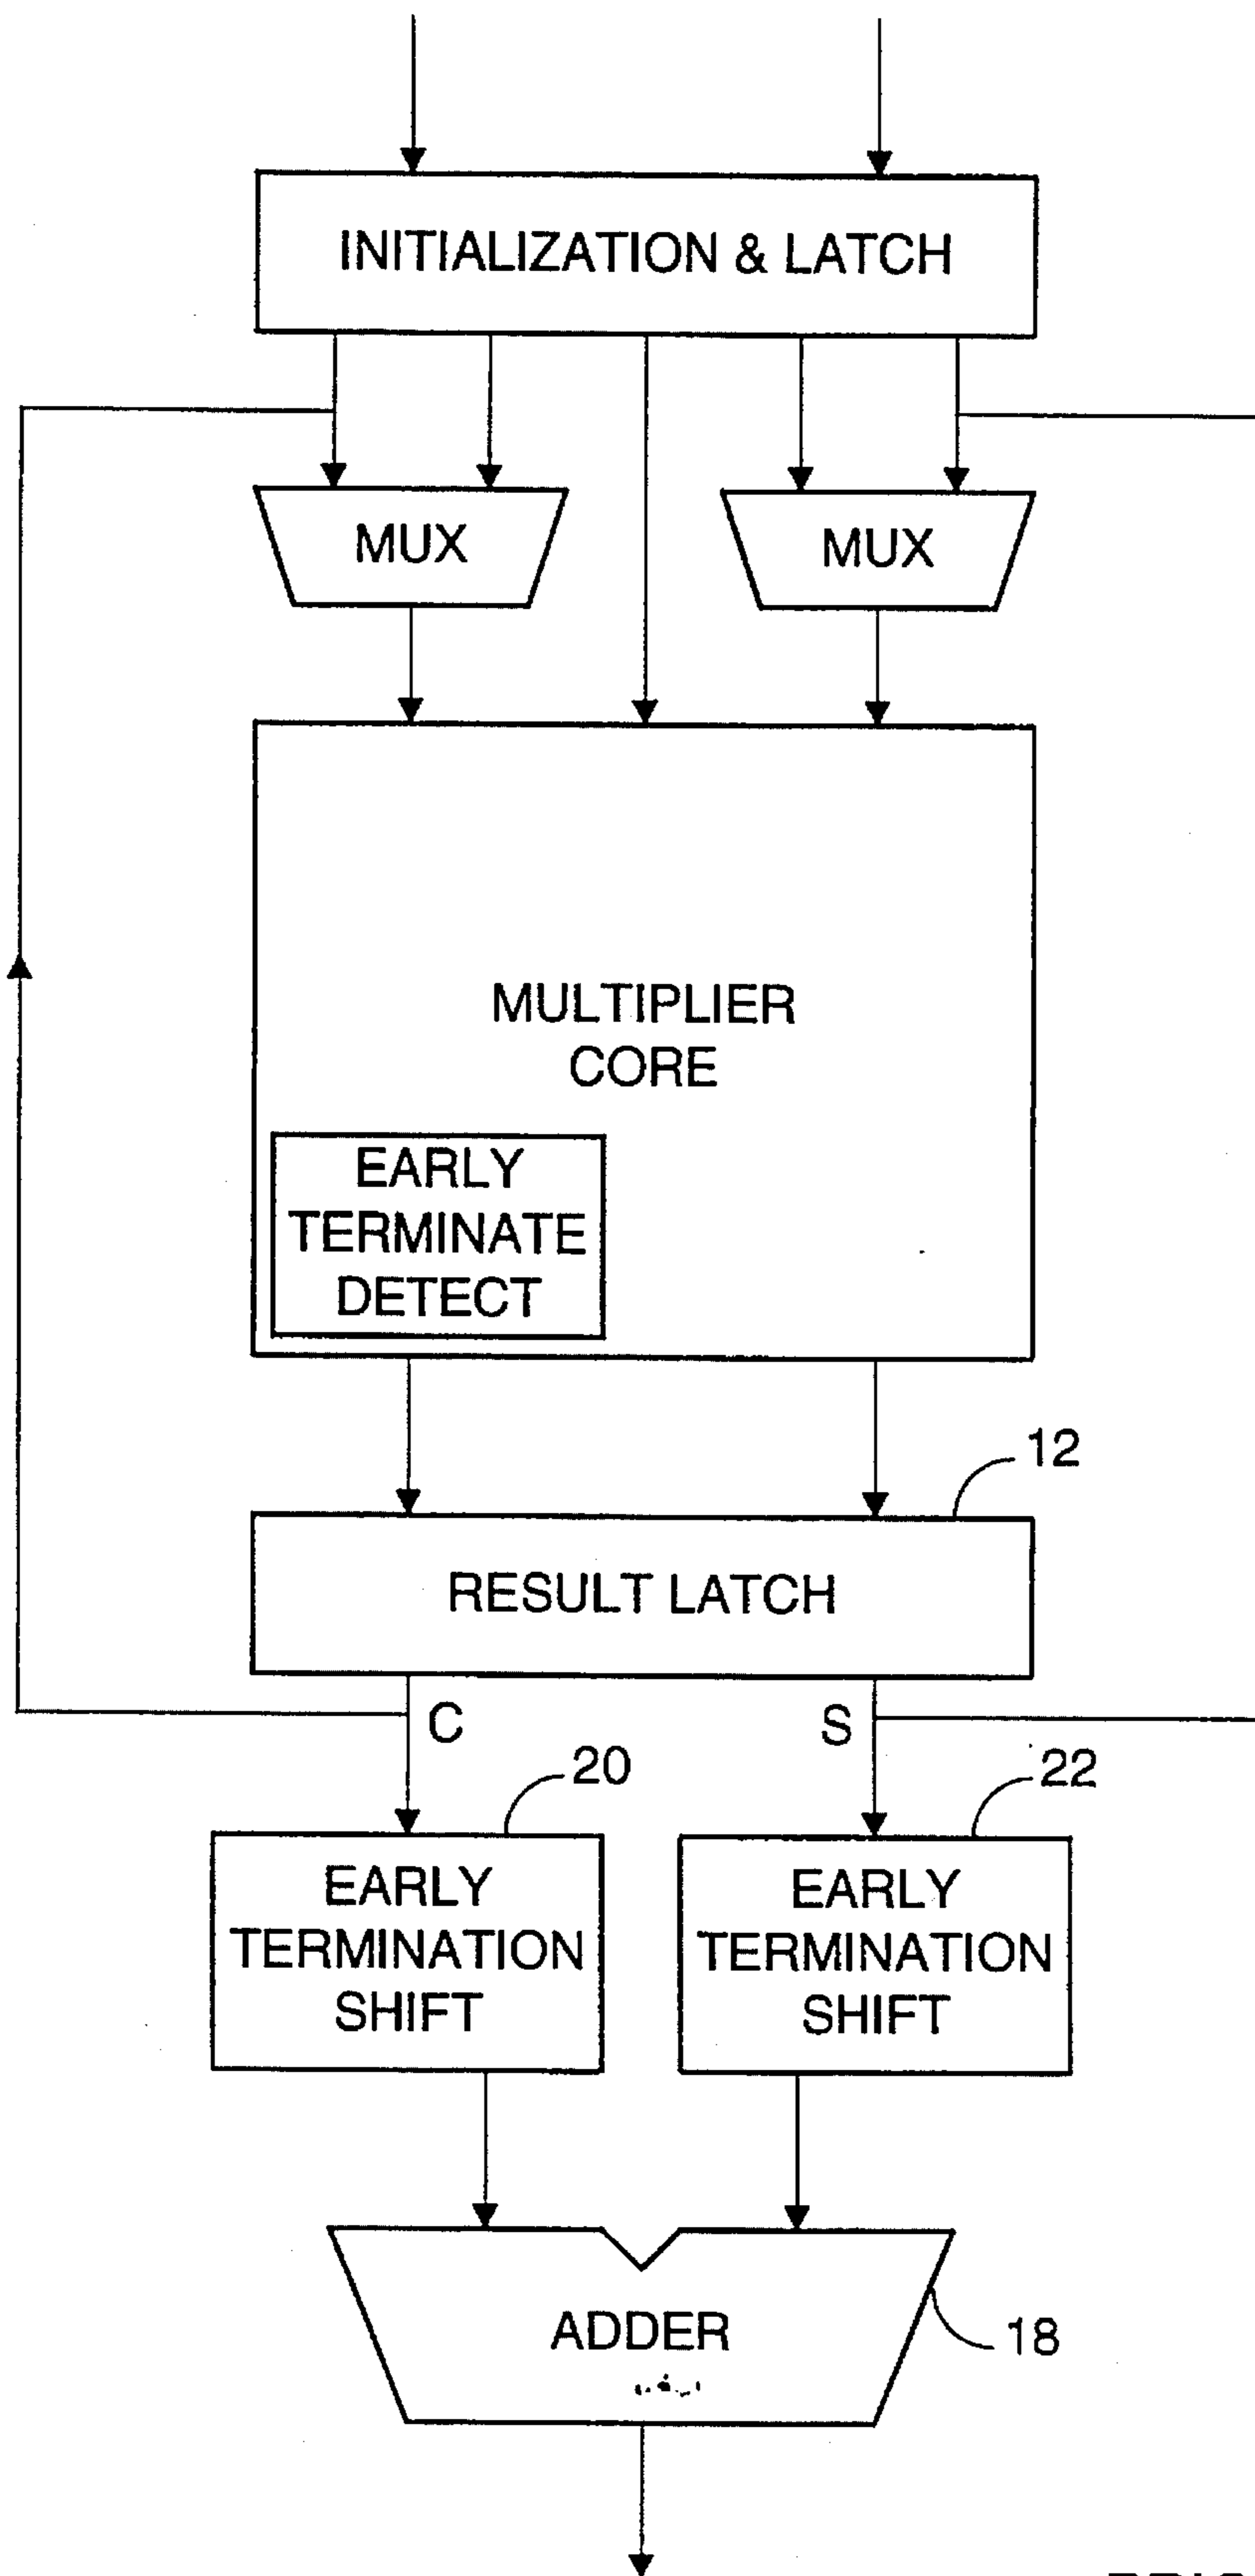 INITIALIZATION & LATCH
MUX
MUX
MULTIPLIER
CORE
EARLY
TERMINATE
DETECT
12
RESULT LATCH
C
S
20
22
EARLY
TERMINATION
SHIFT
EARLY
TERMINATION
SHIFT
ADDER
18